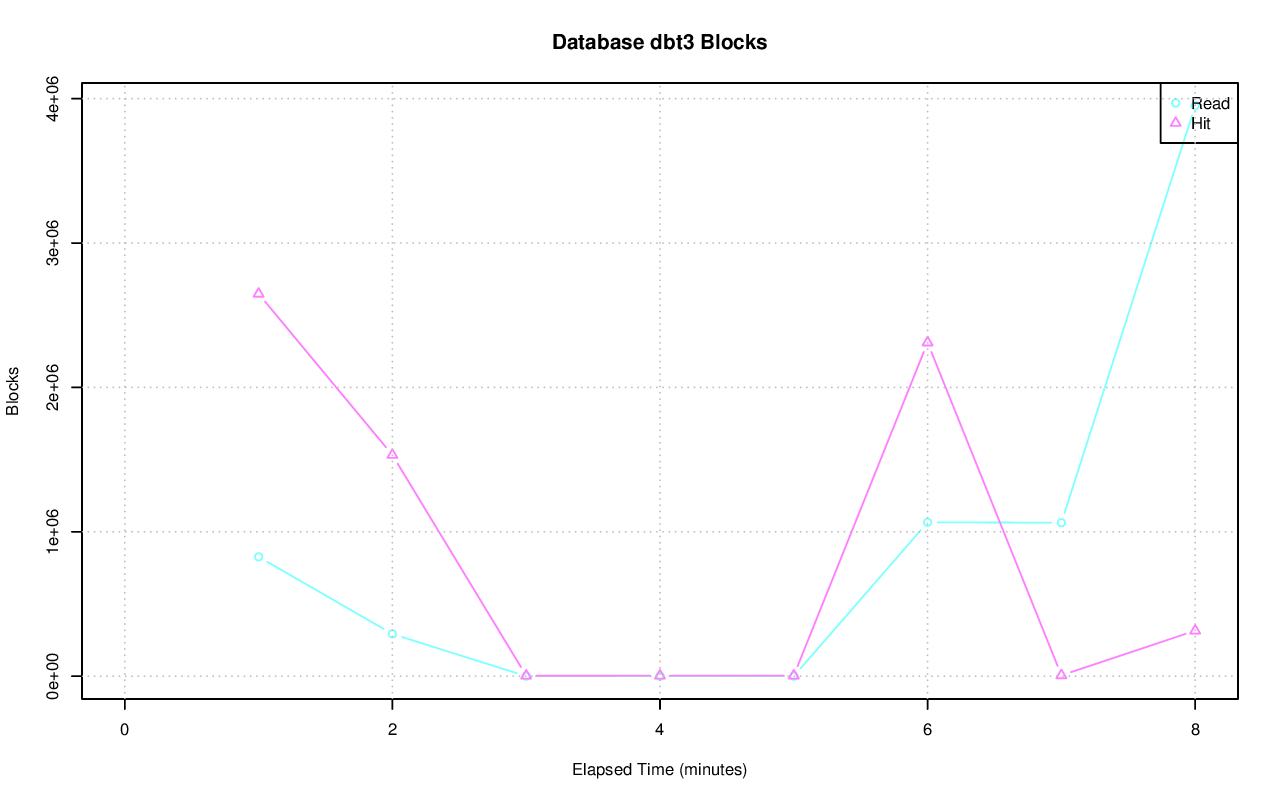 Database dbt3 Blocks
Read
Hit
4e+06
3e+06
2e+06
1e+06
0e+00
Blocks
0 2 4 6 8
Elapsed Time (minutes)